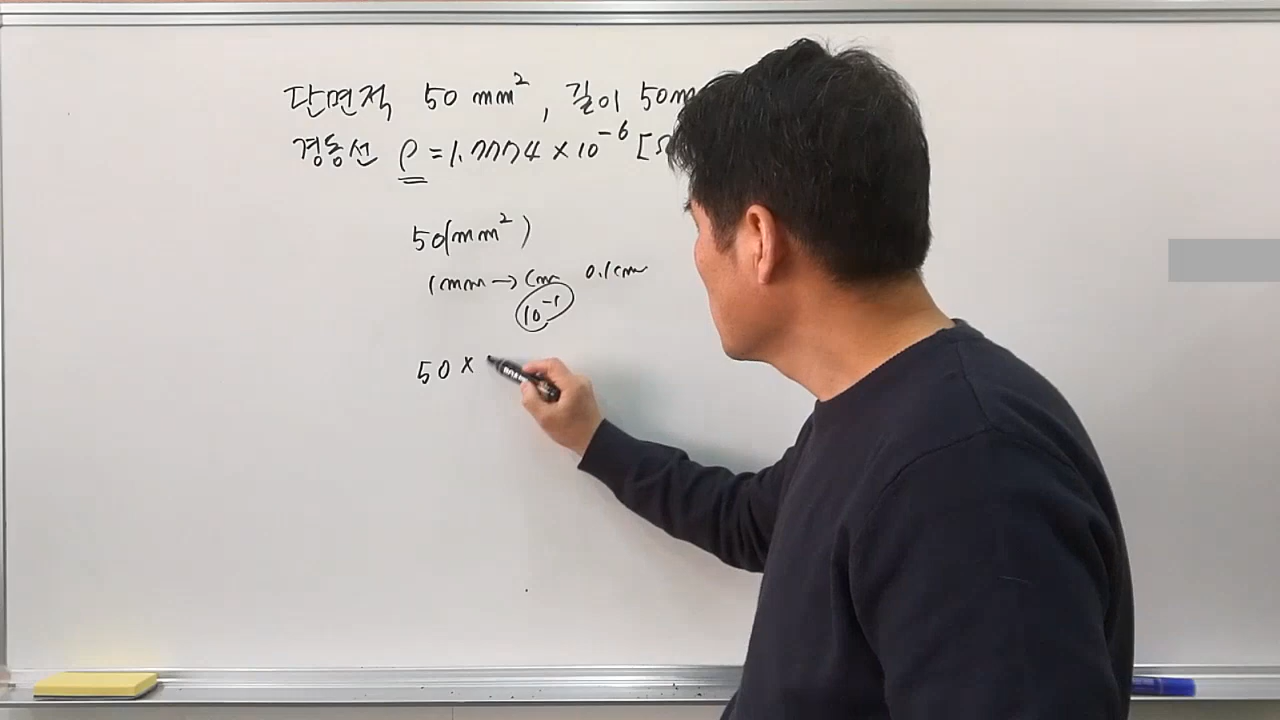 단면적 50 mm², 길이 50m
경동선 ρ = 1.7774 × 10⁻⁶ [Ω
50(mm²)
1mm → cm 0.1cm
10⁻¹
50 ×